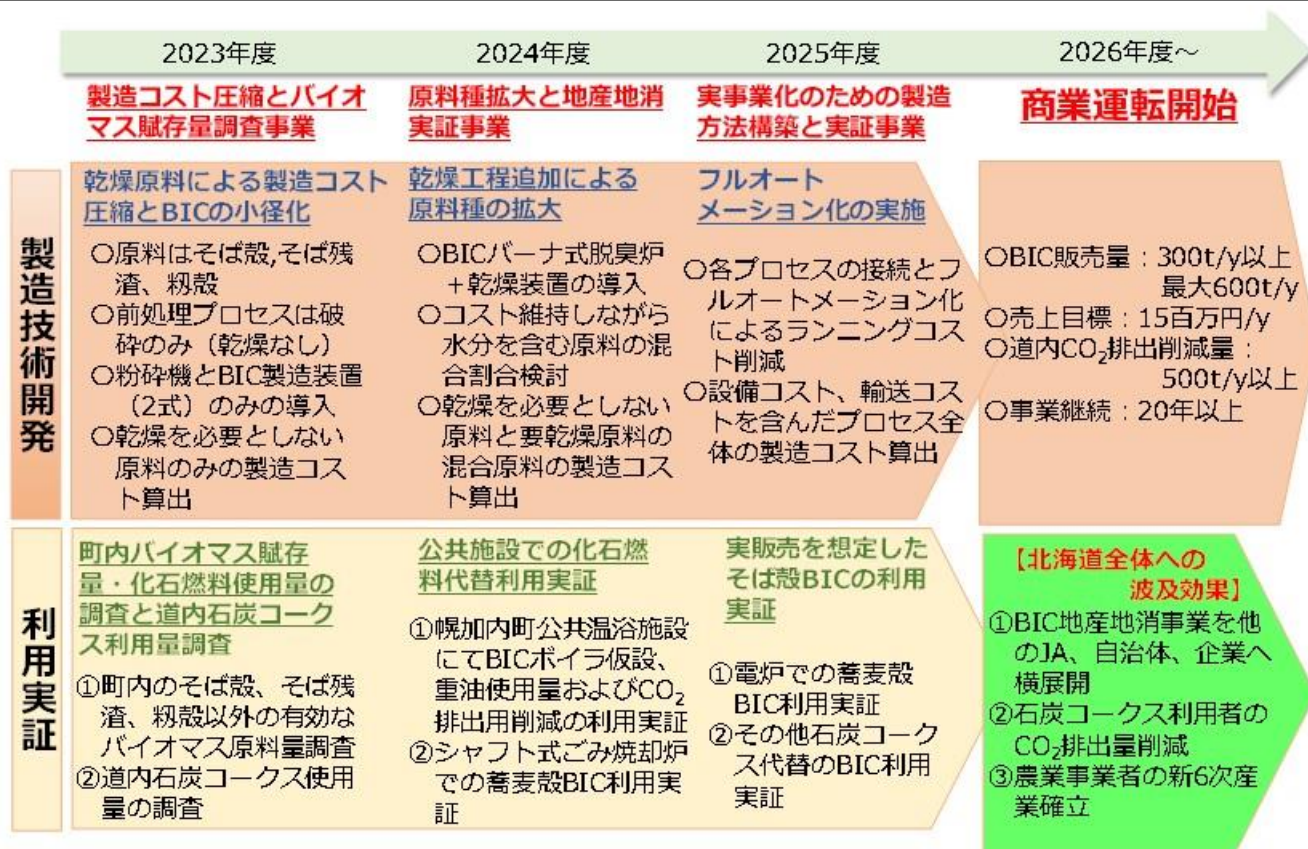 2023年度
2024年度
2025年度
2026年度～
製造コスト圧縮とバイオ
マス賦存量調査事業
原料種拡大と地産地消
実証事業
実事業化のための製造
方法構築と実証事業
商業運転開始
製造技術開発
乾燥原料による製造コスト
圧縮とBICの小径化
〇原料はそば殻,そば残
渣、籾殻
〇前処理プロセスは破
砕のみ（乾燥なし）
〇粉砕機とBIC製造装置
（2式）のみの導入
〇乾燥を必要としない
原料のみの製造コス
ト算出
乾燥工程追加による
原料種の拡大
〇BICバーナ式脱臭炉
＋乾燥装置の導入
〇コスト維持しながら
水分を含む原料の混
合割合検討
〇乾燥を必要としない
原料と要乾燥原料の
混合原料の製造コス
ト算出
フルオート
メーション化の実施
〇各プロセスの接続とフ
ルオートメーション化
によるランニングコス
ト削減
〇設備コスト、輸送コス
トを含んだプロセス全
体の製造コスト算出
〇BIC販売量：300t/y以上
最大600t/y
〇売上目標：15百万円/y
〇道内CO₂排出削減量：
500t/y以上
〇事業継続：20年以上
利用実証
町内バイオマス賦存
量・化石燃料使用量の
調査と道内石炭コーク
ス利用量調査
①町内のそば殻、そば残
渣、籾殻以外の有効な
バイオマス原料量調査
②道内石炭コークス使用
量の調査
公共施設での化石燃
料代替利用実証
①幌加内町公共温浴施設
にてBICボイラ仮設、
重油使用量およびCO₂
排出用削減の利用実証
②シャフト式ごみ焼却炉
での蕎麦殻BIC利用実
証
実販売を想定した
そば殻BICの利用
実証
①電炉での蕎麦殻
BIC利用実証
②その他石炭コーク
ス代替のBIC利用
実証
【北海道全体への
波及効果】
①BIC地産地消事業を他
のJA、自治体、企業へ
横展開
②石炭コークス利用者の
CO₂排出量削減
③農業事業者の新6次産
業確立